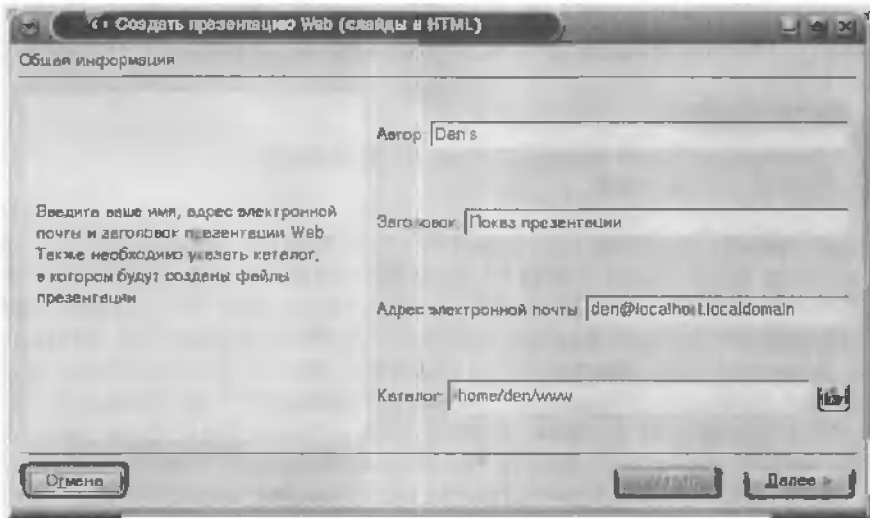 Создать презентацию Web (слайды в HTML)
Общая информация
Автор: Den s
Введите ваше имя, адрес электронной
почты и заголовок презентации Web
Также необходимо указать каталог,
в котором будут созданы файлы
презентации
Заголовок: Показ презентации
Адрес электронной почты den@localhost.localdomain
Каталог: home/den/www
Отмена
Далее »